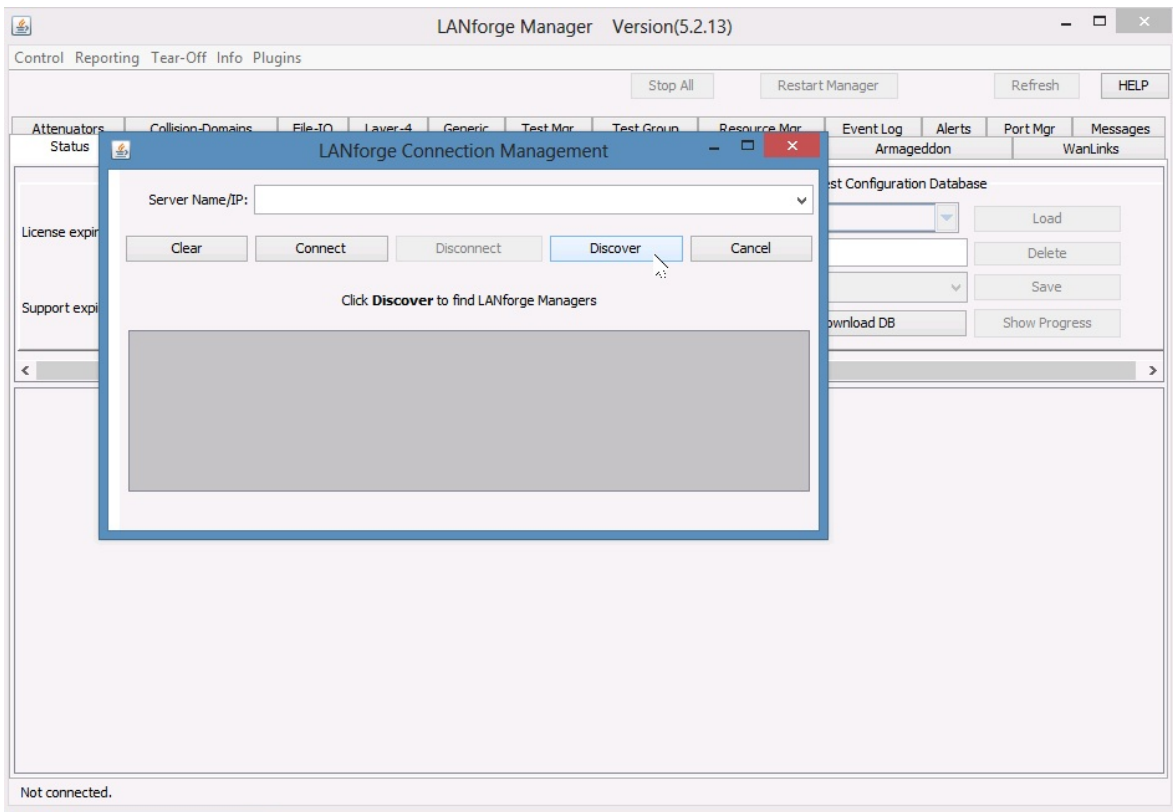 LANforge Manager Version(5.2.13)
Control Reporting Tear-Off Info Plugins
Stop All Restart Manager Refresh HELP
Attenuators Collision-Domains File-IO Layer-4 Generic Test Mgr Test Group Resource Mgr Event Log Alerts Port Mgr Messages
Status Armageddon WanLinks
LANforge Connection Management
Server Name/IP:
Clear Connect Disconnect Discover Cancel
Click Discover to find LANforge Managers
License expir
Support expi
est Configuration Database
Load
Delete
Save
ownload DB Show Progress
Not connected.